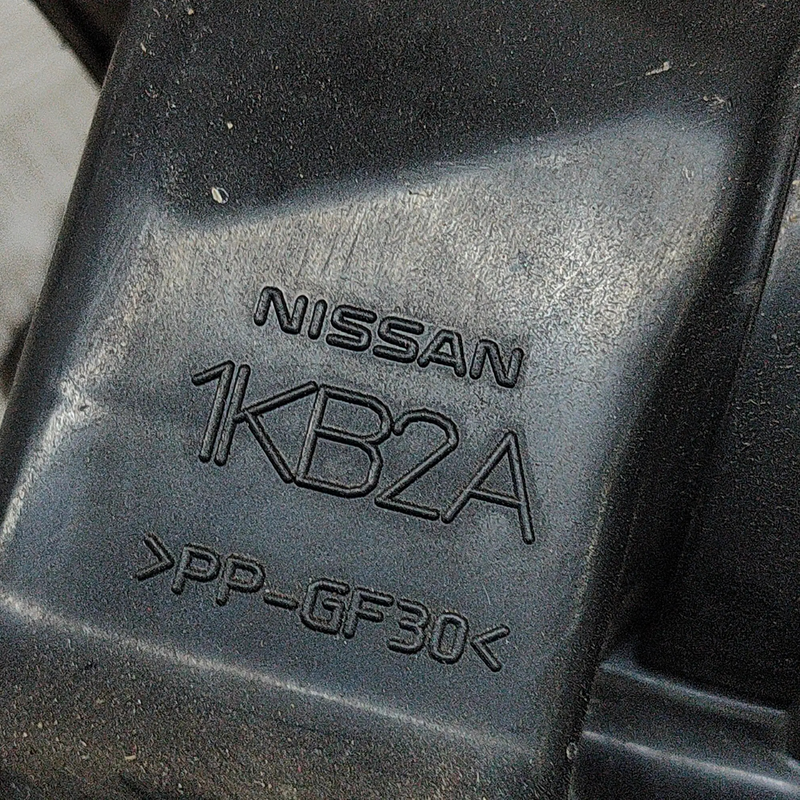 NISSAN
1KB2A
>PP-GF30<